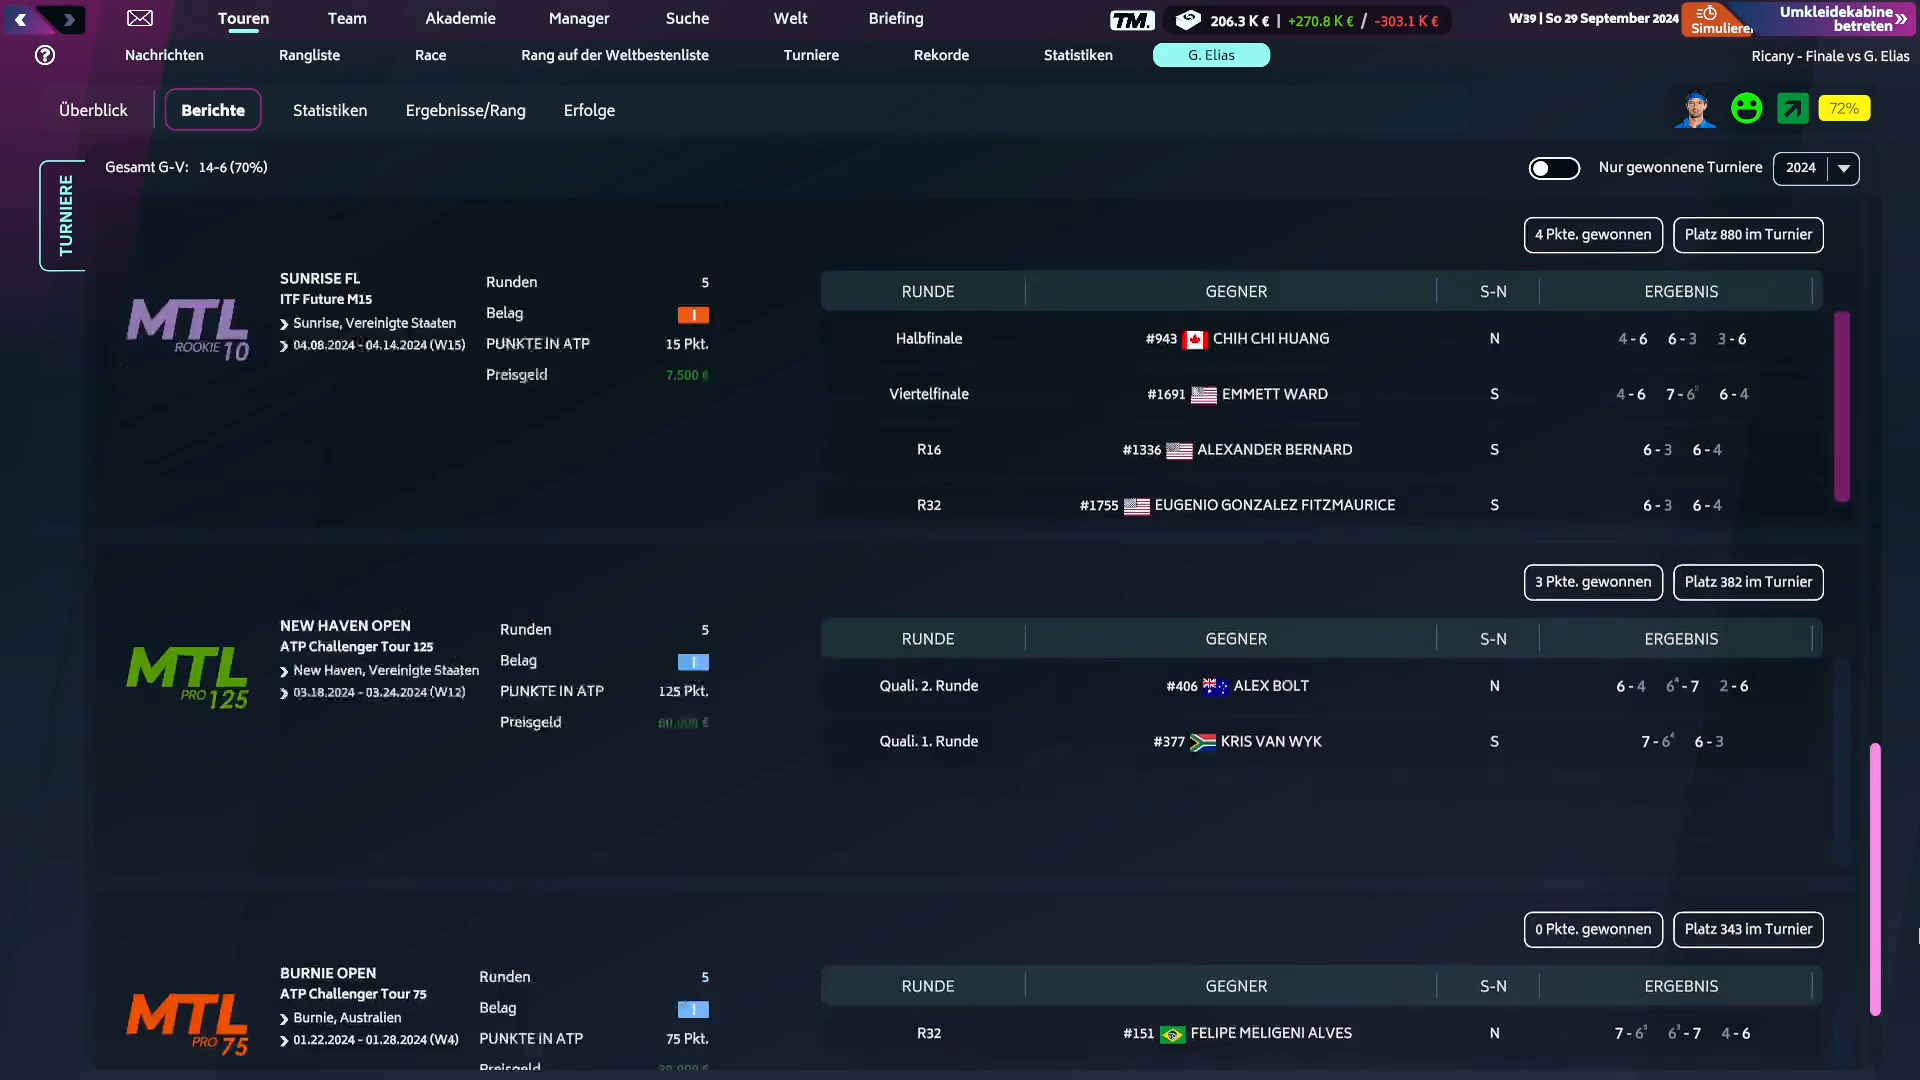 Touren Team Akademie Manager Suche Welt Briefing TM. 206.3 K € | +270.8 K € / -303.1 K € W39 | So 29 September 2024 Simulieren Umkleidekabine betreten
Nachrichten Rangliste Race Rang auf der Weltbestenliste Turniere Rekorde Statistiken G. Elias Ricany - Finale vs G. Elias
Überblick Berichte Statistiken Ergebnisse/Rang Erfolge 72%
TURNIERE
Gesamt G-V: 14-6 (70%) Nur gewonnene Turniere 2024
4 Pkte. gewonnen Platz 880 im Turnier
MTL ROOKIE 10
SUNRISE FL
ITF Future M15
Sunrise, Vereinigte Staaten
04.08.2024 - 04.14.2024 (W15)
Runden 5
Belag
PUNKTE IN ATP 15 Pkt.
Preisgeld 7.500 €
RUNDE GEGNER S-N ERGEBNIS
Halbfinale #943 CHIH CHI HUANG N 4 - 6 6 - 3 3 - 6
Viertelfinale #1691 EMMETT WARD S 4 - 6 7 - 6² 6 - 4
R16 #1336 ALEXANDER BERNARD S 6 - 3 6 - 4
R32 #1755 EUGENIO GONZALEZ FITZMAURICE S 6 - 3 6 - 4
3 Pkte. gewonnen Platz 382 im Turnier
MTL PRO 125
NEW HAVEN OPEN
ATP Challenger Tour 125
New Haven, Vereinigte Staaten
03.18.2024 - 03.24.2024 (W12)
Runden 5
Belag
PUNKTE IN ATP 125 Pkt.
Preisgeld
RUNDE GEGNER S-N ERGEBNIS
Quali. 2. Runde #406 ALEX BOLT N 6 - 4 6⁴ - 7 2 - 6
Quali. 1. Runde #377 KRIS VAN WYK S 7 - 6⁴ 6 - 3
0 Pkte. gewonnen Platz 343 im Turnier
MTL PRO 75
BURNIE OPEN
ATP Challenger Tour 75
Burnie, Australien
01.22.2024 - 01.28.2024 (W4)
Runden 5
Belag
PUNKTE IN ATP 75 Pkt.
Preisgeld
RUNDE GEGNER S-N ERGEBNIS
R32 #151 FELIPE MELIGENI ALVES N 7 - 6⁵ 6³ - 7 4 - 6